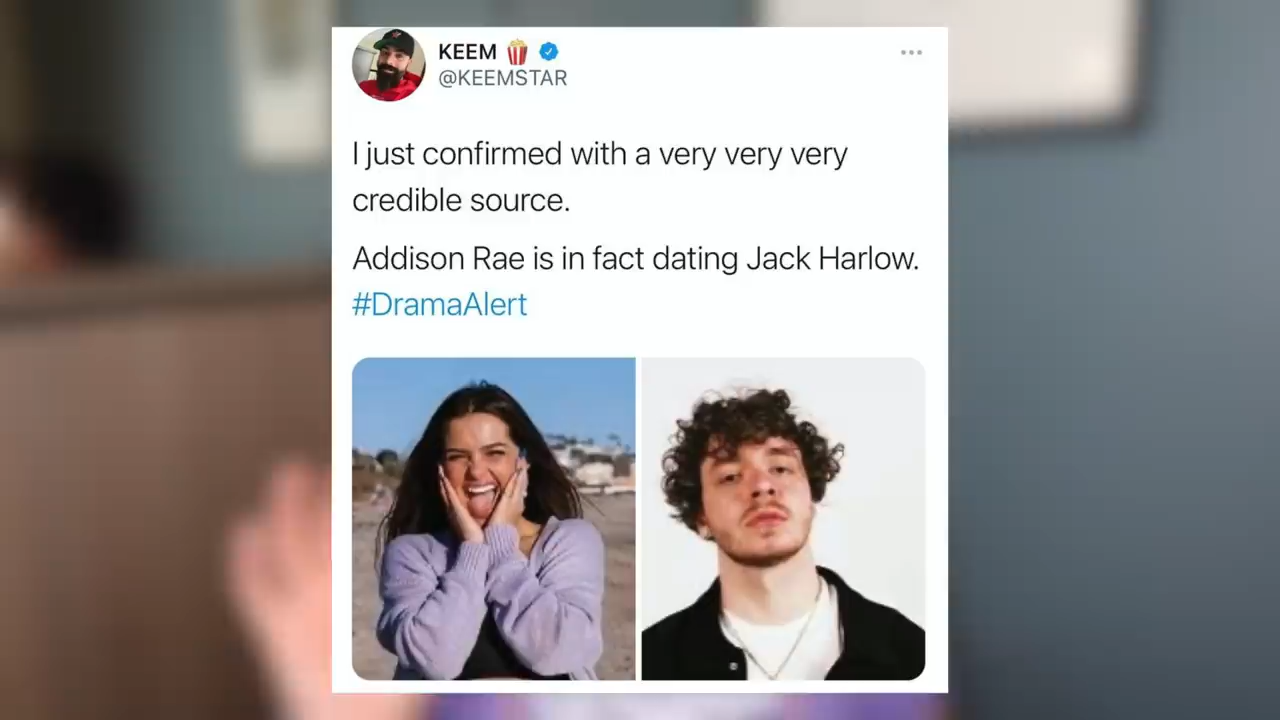 KEEM 🍿
@KEEMSTAR
I just confirmed with a very very very
credible source.
Addison Rae is in fact dating Jack Harlow.
#DramaAlert